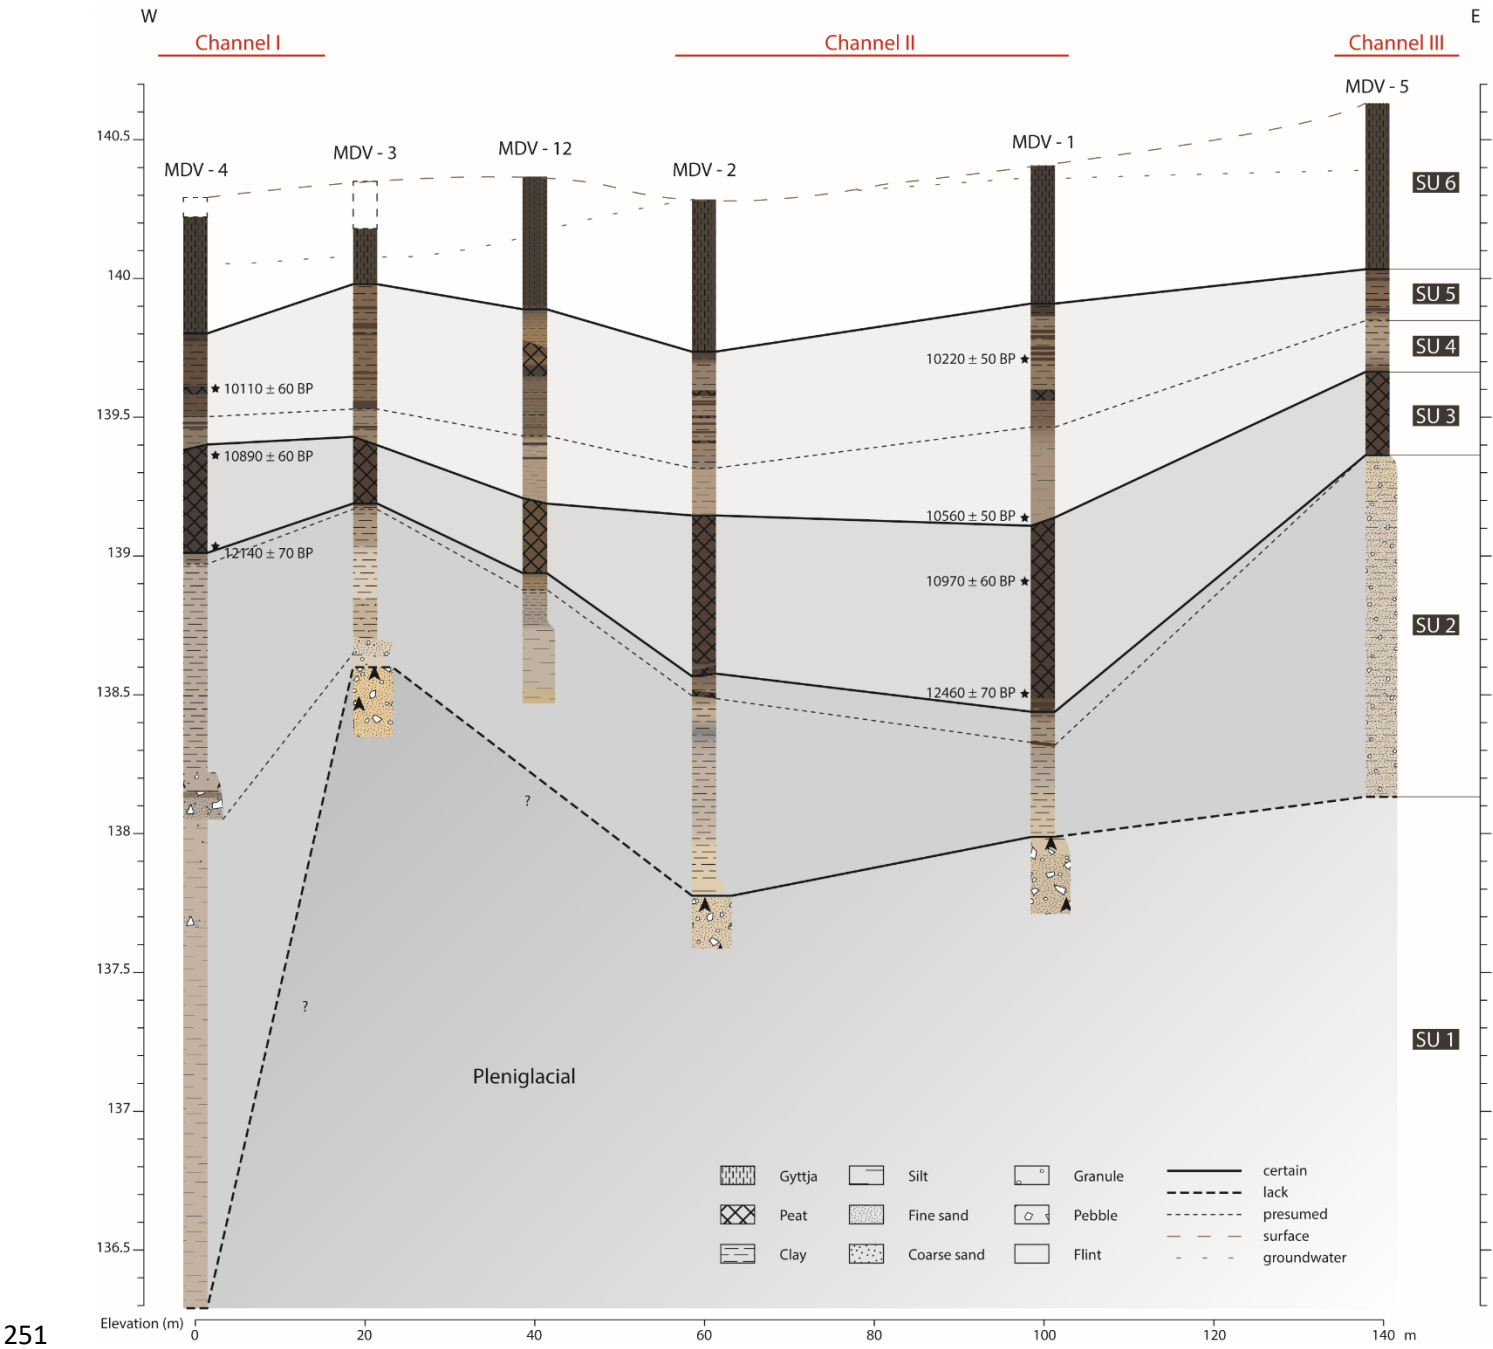 W
E
Channel I
Channel II
Channel III
MDV - 4
MDV - 3
MDV - 12
MDV - 2
MDV - 1
MDV - 5
140.5
140
139.5
139
138.5
138
137.5
137
136.5
SU 6
SU 5
SU 4
SU 3
SU 2
SU 1
10110 ± 60 BP
10890 ± 60 BP
12140 ± 70 BP
10220 ± 50 BP
10560 ± 50 BP
10970 ± 60 BP
12460 ± 70 BP
?
?
Pleniglacial
Gyttja
Peat
Clay
Silt
Fine sand
Coarse sand
Granule
Pebble
Flint
certain
lack
presumed
surface
groundwater
251
Elevation (m)
0 20 40 60 80 100 120 140 m